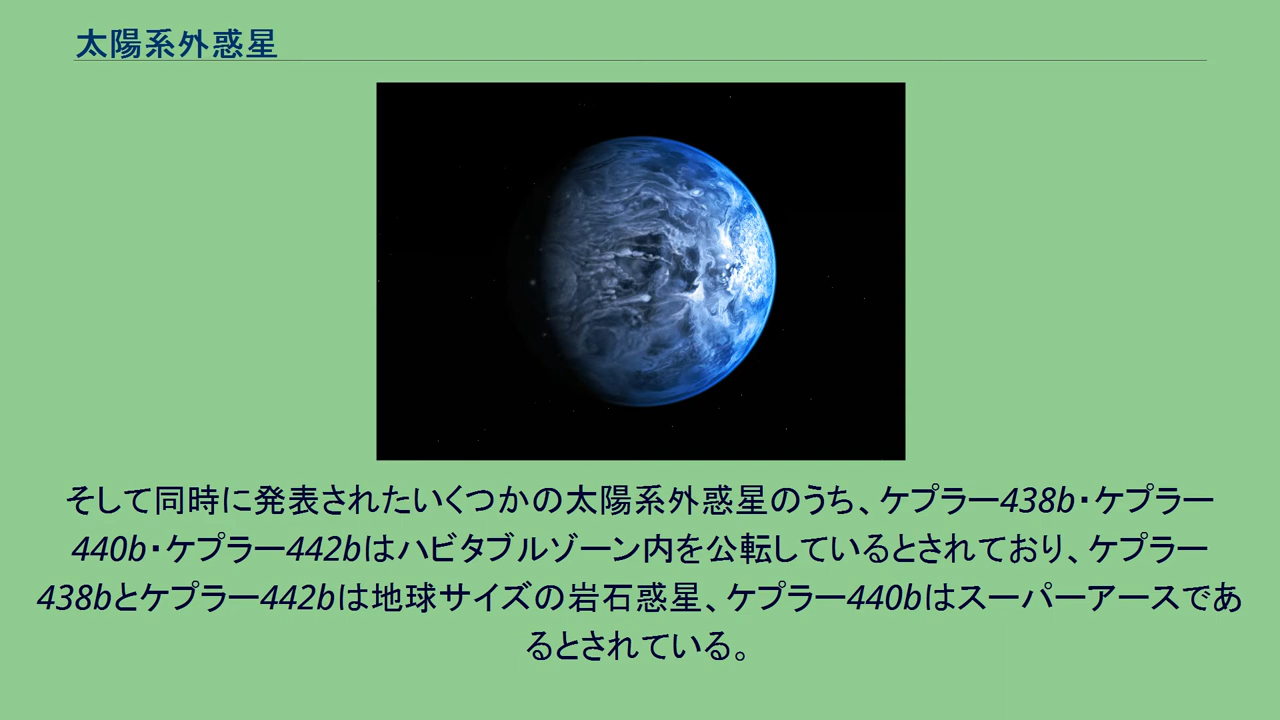 太陽系外惑星
そして同時に発表されたいくつかの太陽系外惑星のうち、ケプラー438b・ケプラー
440b・ケプラー442bはハビタブルゾーン内を公転しているとされており、ケプラー
438bとケプラー442bは地球サイズの岩石惑星、ケプラー440bはスーパーアースであ
るとされている。